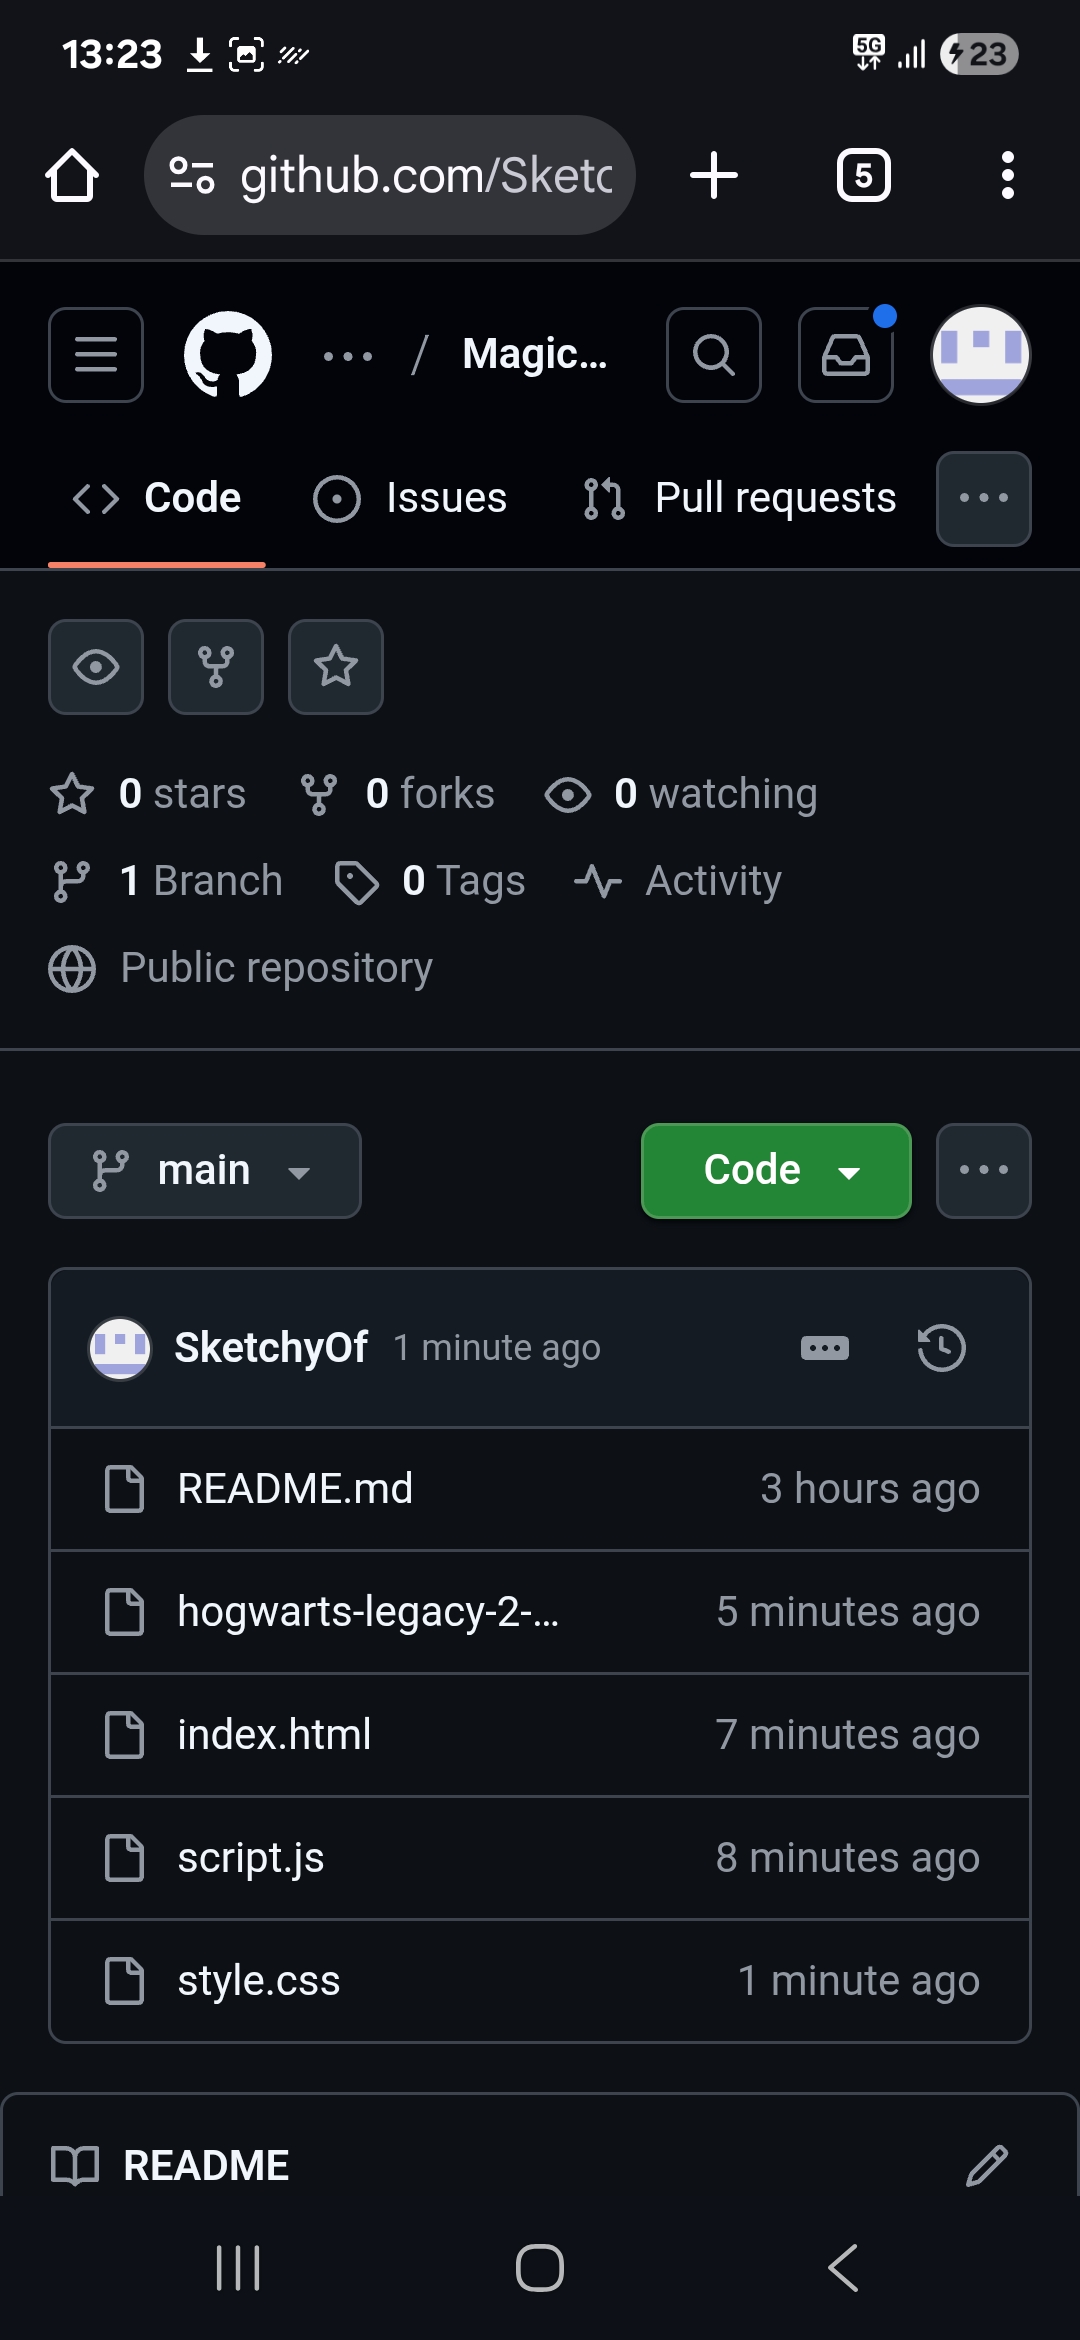 13:23 5G 23
github.com/Sketc 5
/ Magic...
Code Issues Pull requests
0 stars 0 forks 0 watching
1 Branch 0 Tags Activity
Public repository
main Code
SketchyOf 1 minute ago
README.md 3 hours ago
hogwarts-legacy-2-... 5 minutes ago
index.html 7 minutes ago
script.js 8 minutes ago
style.css 1 minute ago
README